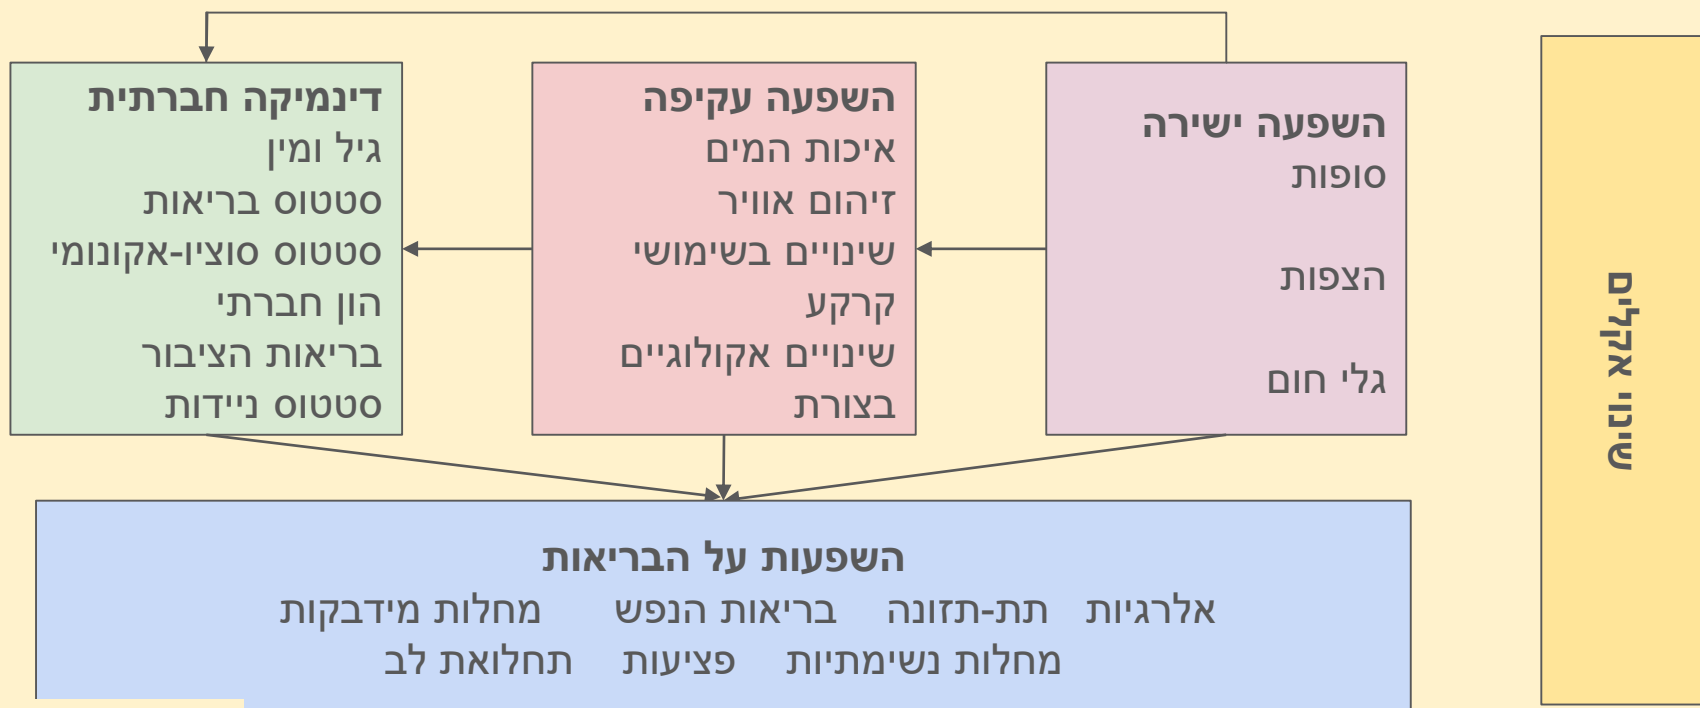 שינוי אקלים
השפעה ישירה
סופות
הצפות
גלי חום
השפעה עקיפה
איכות המים
זיהום אוויר
שינויים בשימושי
קרקע
שינויים אקולוגיים
בצורת
דינמיקה חברתית
גיל ומין
סטטוס בריאות
סטטוס סוציו-אקונומי
הון חברתי
בריאות הציבור
סטטוס ניידות
השפעות על הבריאות
אלרגיות תת-תזונה בריאות הנפש מחלות מידבקות
מחלות נשימתיות פציעות תחלואת לב